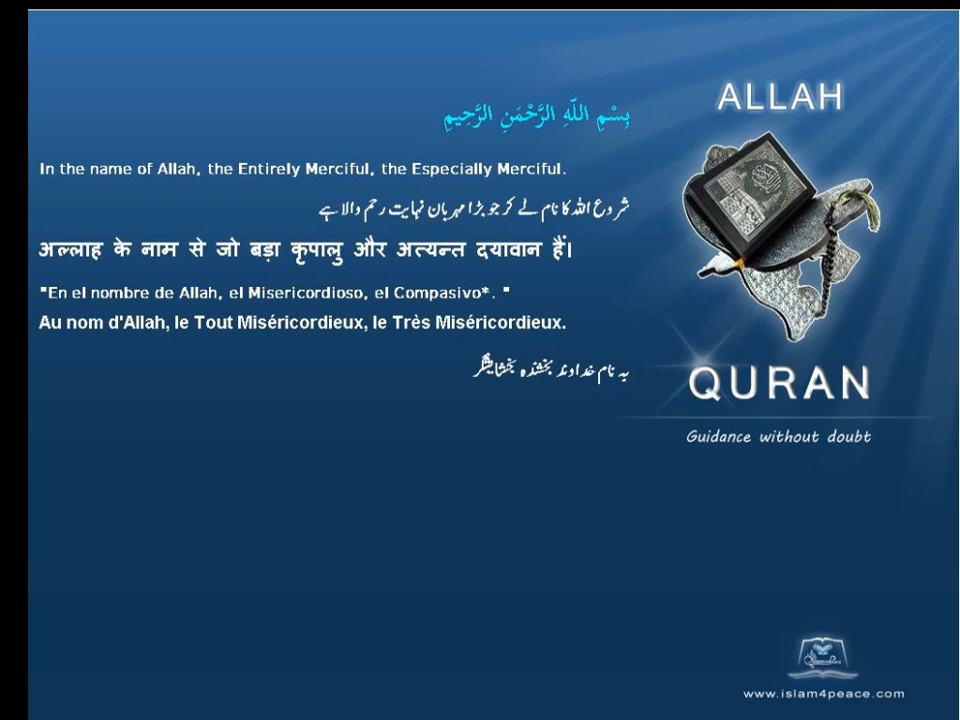 بِسْمِ اللَّهِ الرَّحْمَنِ الرَّحِيمِ
In the name of Allah, the Entirely Merciful, the Especially Merciful.
شروع الله کا نام لے کر جو بڑا مہربان نہایت رحم والا ہے
अल्लाह के नाम से जो बड़ा कृपालु और अत्यन्त दयावान हैं।
"En el nombre de Allah, el Misericordioso, el Compasivo*. "
Au nom d'Allah, le Tout Miséricordieux, le Très Miséricordieux.
به نام خداوند بخشنده بخشایشگر
ALLAH
QURAN
Guidance without doubt
www.islam4peace.com